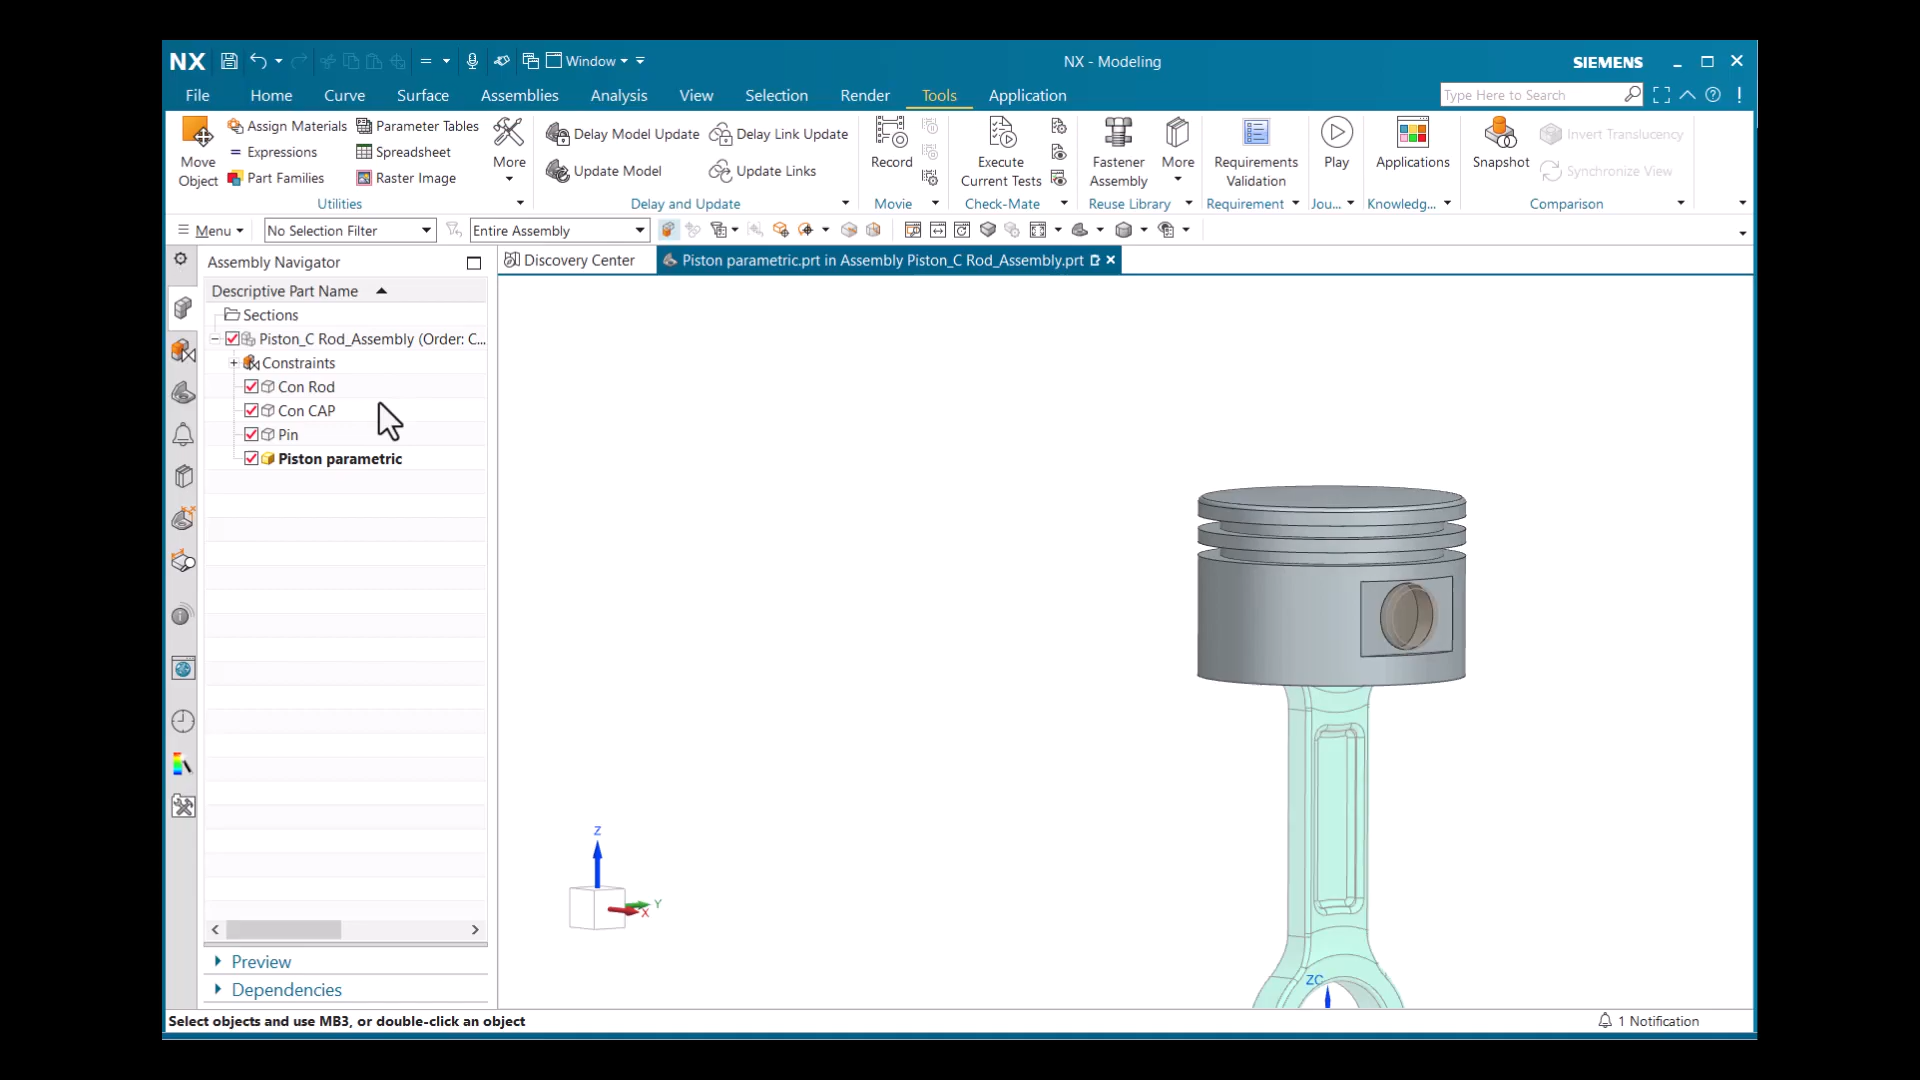 NX
Window
NX - Modeling
SIEMENS
File
Home
Curve
Surface
Assemblies
Analysis
View
Selection
Render
Tools
Application
Type Here to Search
Move Object
Assign Materials
Expressions
Part Families
Parameter Tables
Spreadsheet
Raster Image
More
Utilities
Delay Model Update
Update Model
Delay Link Update
Update Links
Delay and Update
Record
Movie
Execute
Current Tests
Check-Mate
Fastener
Assembly
More
Reuse Library
Requirements
Validation
Requirement
Play
Jou...
Applications
Knowledg...
Snapshot
Invert Translucency
Synchronize View
Comparison
Menu
No Selection Filter
Entire Assembly
Assembly Navigator
Discovery Center
Piston parametric.prt in Assembly Piston_C Rod_Assembly.prt
Descriptive Part Name
Sections
Piston_C Rod_Assembly (Order: C...
Constraints
Con Rod
Con CAP
Pin
Piston parametric
Z
Y
X
ZC
Preview
Dependencies
Select objects and use MB3, or double-click an object
1 Notification